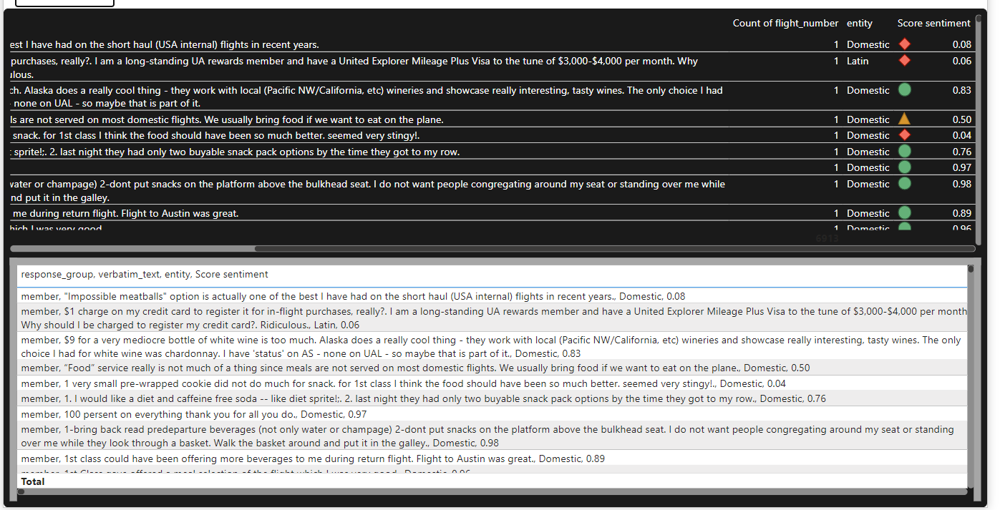 Count of flight_number entity Score sentiment
est I have had on the short haul (USA internal) flights in recent years. 1 Domestic 0.08
purchases, really?. I am a long-standing UA rewards member and have a United Explorer Mileage Plus Visa to the tune of $3,000-$4,000 per month. Why 1 Latin 0.06
ulous.
ch. Alaska does a really cool thing - they work with local (Pacific NW/California, etc) wineries and showcase really interesting, tasty wines. The only choice I had 1 Domestic 0.83
none on UAL - so maybe that is part of it.
ls are not served on most domestic flights. We usually bring food if we want to eat on the plane. 1 Domestic 0.50
snack. for 1st class I think the food should have been so much better. seemed very stingy!. 1 Domestic 0.04
sprite!;. 2. last night they had only two buyable snack pack options by the time they got to my row. 1 Domestic 0.76
1 Domestic 0.97
vater or champage) 2-dont put snacks on the platform above the bulkhead seat. I do not want people congregating around my seat or standing over me while 1 Domestic 0.98
nd put it in the galley.
me during return flight. Flight to Austin was great. 1 Domestic 0.89
hich I was very good 1 Domestic 0.96
6913
response_group, verbatim_text, entity, Score sentiment
member, "Impossible meatballs" option is actually one of the best I have had on the short haul (USA internal) flights in recent years., Domestic, 0.08
member, $1 charge on my credit card to register it for in-flight purchases, really?. I am a long-standing UA rewards member and have a United Explorer Mileage Plus Visa to the tune of $3,000-$4,000 per month
Why should I be charged to register my credit card?. Ridiculous., Latin, 0.06
member, $9 for a very mediocre bottle of white wine is too much. Alaska does a really cool thing - they work with local (Pacific NW/California, etc) wineries and showcase really interesting, tasty wines. The only
choice I had for white wine was chardonnay. I have 'status' on AS - none on UAL - so maybe that is part of it., Domestic, 0.83
member, “Food” service really is not much of a thing since meals are not served on most domestic flights. We usually bring food if we want to eat on the plane., Domestic, 0.50
member, 1 very small pre-wrapped cookie did not do much for snack. for 1st class I think the food should have been so much better. seemed very stingy!., Domestic, 0.04
member, 1. I would like a diet and caffeine free soda -- like diet sprite!;. 2. last night they had only two buyable snack pack options by the time they got to my row., Domestic, 0.76
member, 100 persent on everything thank you for all you do., Domestic, 0.97
member, 1-bring back read predeparture beverages (not only water or champage) 2-dont put snacks on the platform above the bulkhead seat. I do not want people congregating around my seat or standing
over me while they look through a basket. Walk the basket around and put it in the galley., Domestic, 0.98
member, 1st class could have been offering more beverages to me during return flight. Flight to Austin was great., Domestic, 0.89
member, 1st Class gave offered a meal selection of the flight which I was very good., Domestic, 0.96
Total